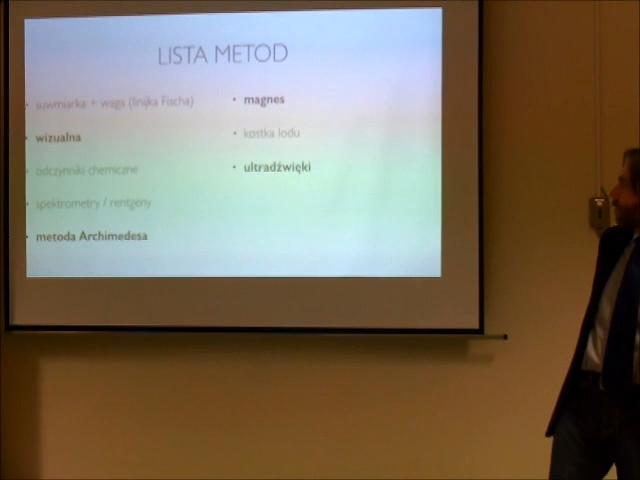 LISTA METOD
• suwmiarka + waga (linijka Fischa)
• wizualna
• odczynniki chemiczne
• spektrometry / rentgeny
• metoda Archimedesa
• magnes
• kostka lodu
• ultradźwięki